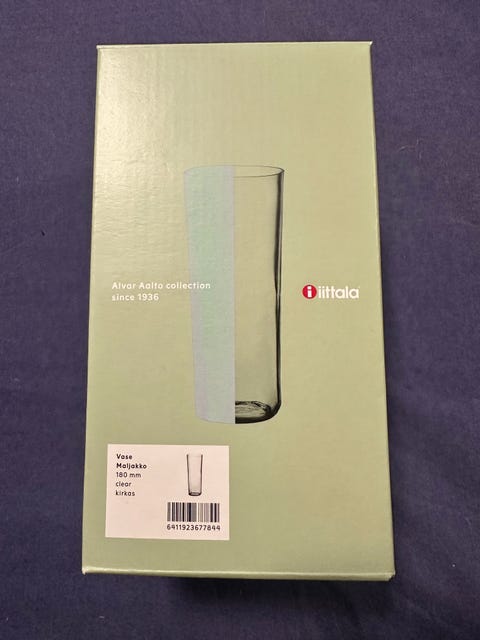 Alvar Aalto collection
since 1936
iittala
Vase
Maljakko
180 mm
clear
kirkas
6411923677844